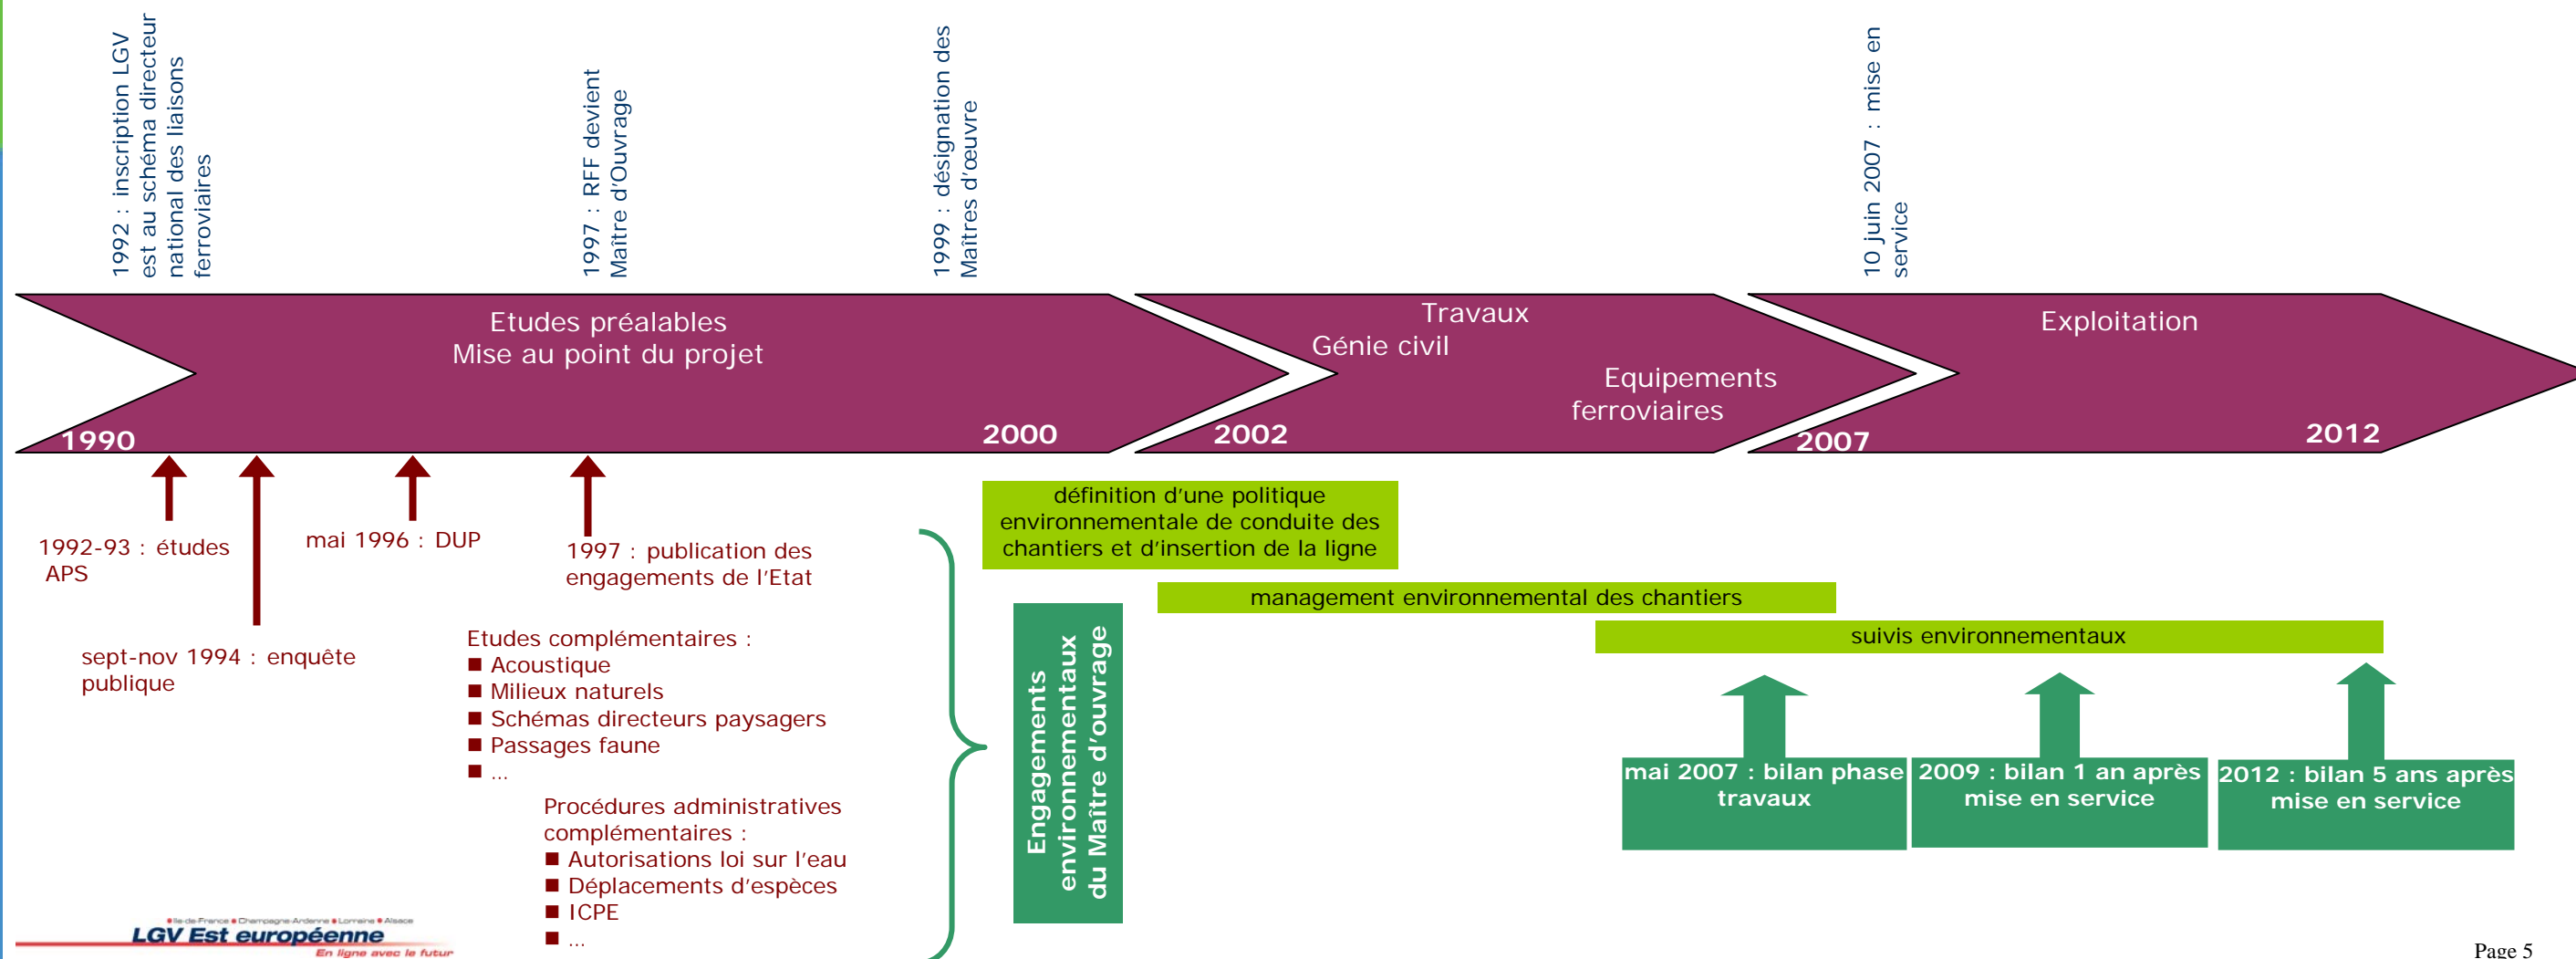 1992 : inscription LGV
est au schéma directeur
national des liaisons
ferroviaires
1997 : RFF devient
Maître d'Ouvrage
1999 : désignation des
Maîtres d'œuvre
10 juin 2007 : mise en
service
Etudes préalables
Mise au point du projet
1990
2000
Travaux
Génie civil
Equipements
ferroviaires
2002
Exploitation
2007
2012
1992-93 : études
APS
sept-nov 1994 : enquête
publique
mai 1996 : DUP
1997 : publication des
engagements de l'Etat
Etudes complémentaires :
■ Acoustique
■ Milieux naturels
■ Schémas directeurs paysagers
■ Passages faune
■ ...
Procédures administratives
complémentaires :
■ Autorisations loi sur l'eau
■ Déplacements d'espèces
■ ICPE
■ ...
Engagements
environnementaux
du Maître d'ouvrage
définition d'une politique
environnementale de conduite des
chantiers et d'insertion de la ligne
management environnemental des chantiers
suivis environnementaux
mai 2007 : bilan phase
travaux
2009 : bilan 1 an après
mise en service
2012 : bilan 5 ans après
mise en service
Ile-de-France Champagne-Ardenne Lorraine Alsace
LGV Est européenne
En ligne avec le futur
Page 5